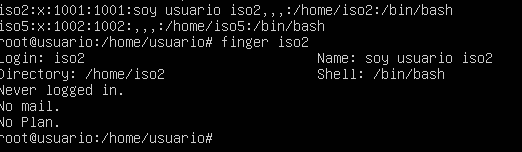 iso2:x:1001:1001:soy usuario iso2,,,:/home/iso2:/bin/bash
iso5:x:1002:1002:,,,:/home/iso5:/bin/bash
root@usuario:/home/usuario# finger iso2
Login: iso2 Name: soy usuario iso2
Directory: /home/iso2 Shell: /bin/bash
Never logged in.
No mail.
No Plan.
root@usuario:/home/usuario#